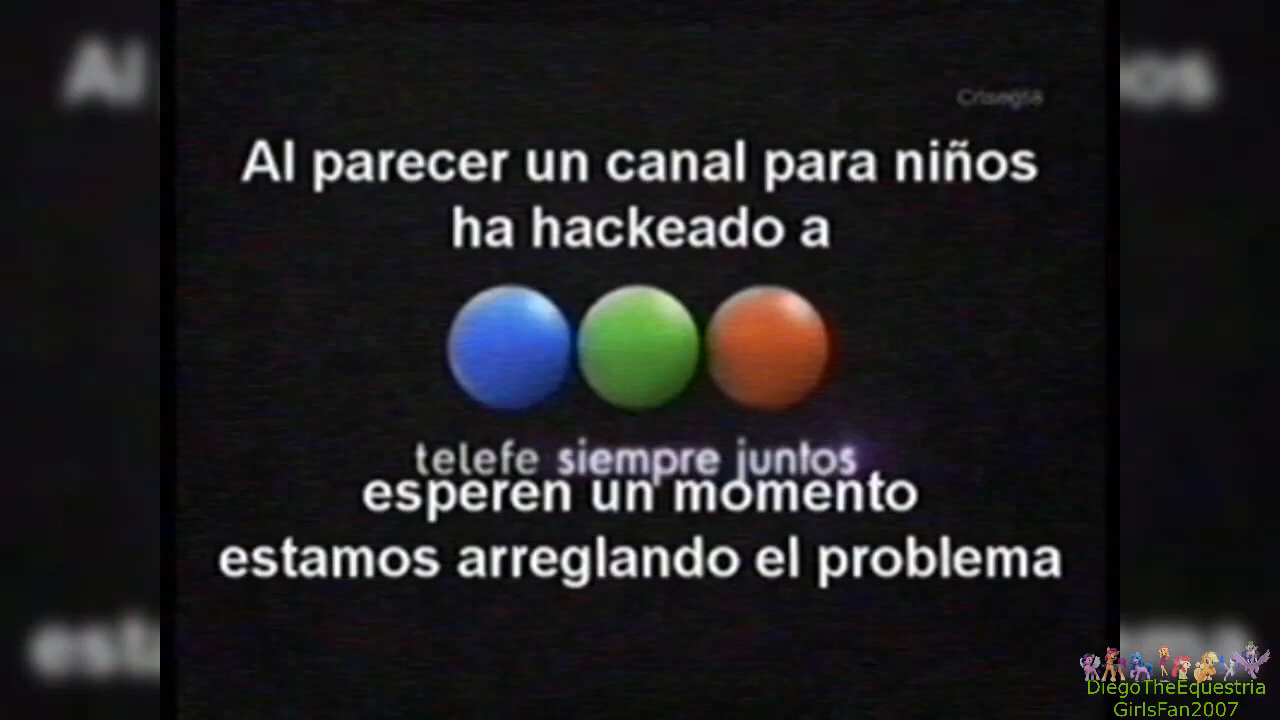 Al parecer un canal para niños
ha hackeado a
telefe siempre juntos
esperen un momento
estamos arreglando el problema
DiegoTheEquestria
GirlsFan2007